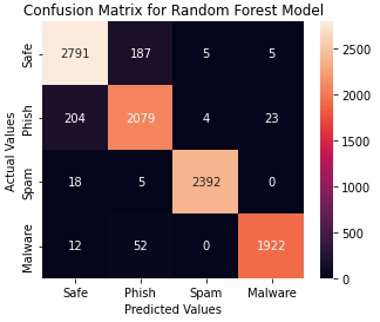 Confusion Matrix for Random Forest Model
Actual Values
Safe 2791 187 5 5
Phish 204 2079 4 23
Spam 18 5 2392 0
Malware 12 52 0 1922
Safe Phish Spam Malware
Predicted Values
2500
2000
1500
1000
500
0